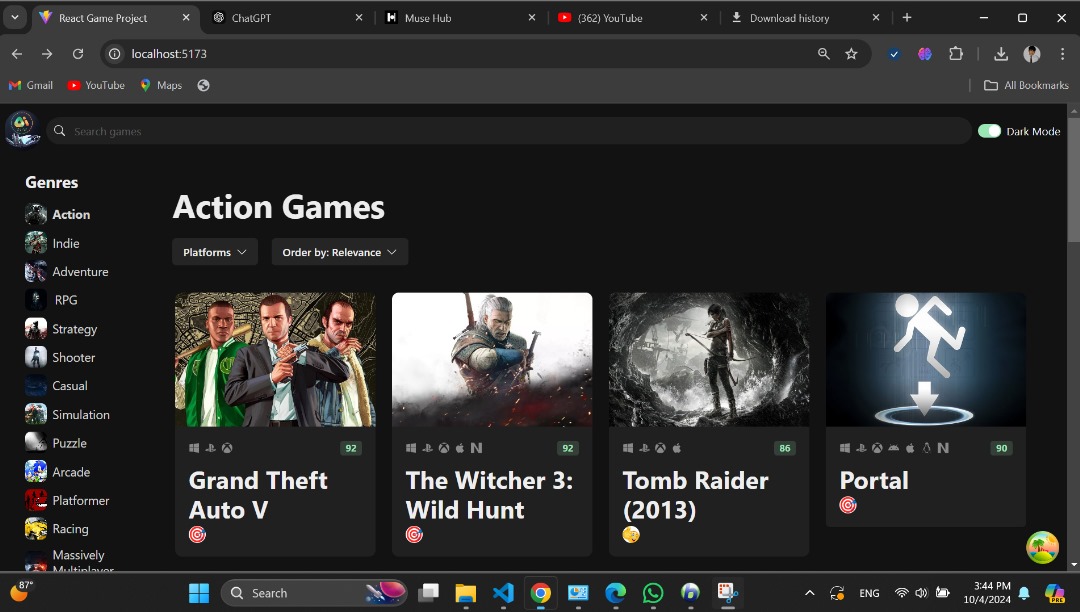 React Game Project
ChatGPT
Muse Hub
(362) YouTube
Download history
localhost:5173
Gmail
YouTube
Maps
All Bookmarks
Search games
Dark Mode
Genres
Action
Indie
Adventure
RPG
Strategy
Shooter
Casual
Simulation
Puzzle
Arcade
Platformer
Racing
Massively
Multiplayer
Action Games
Platforms
Order by: Relevance
92
Grand Theft
Auto V
92
The Witcher 3:
Wild Hunt
86
Tomb Raider
(2013)
90
Portal
87°
Search
ENG
3:44 PM
10/4/2024
PRE